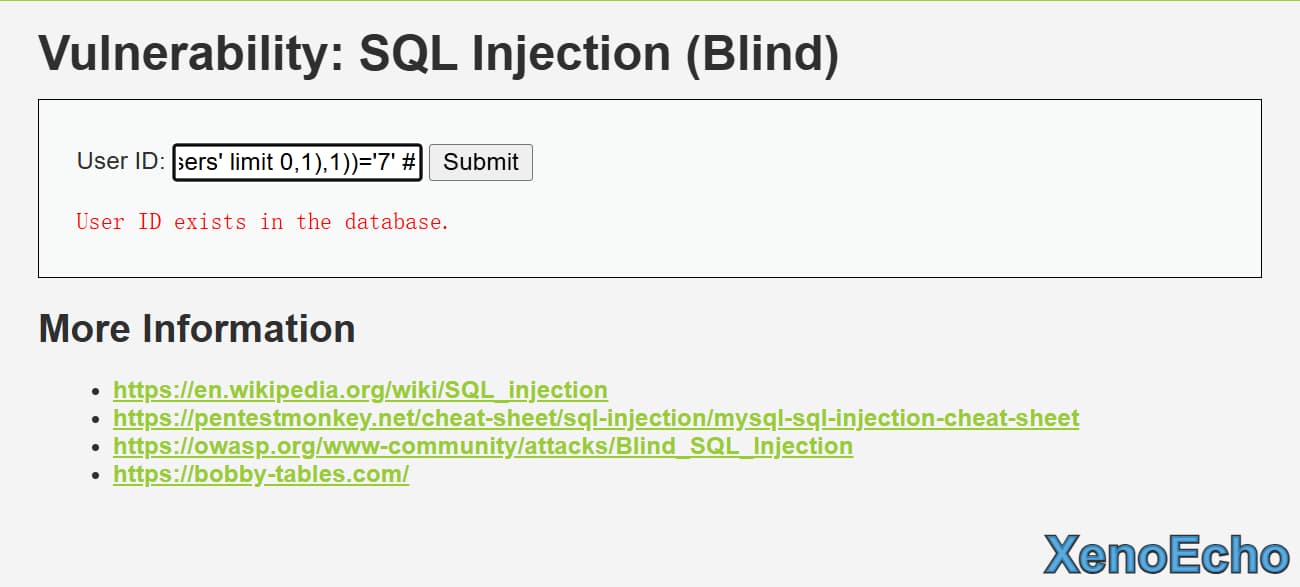 Vulnerability: SQL Injection (Blind)
User ID: sers' limit 0,1),1))='7' # Submit
User ID exists in the database.
More Information
https://en.wikipedia.org/wiki/SQL_injection
https://pentestmonkey.net/cheat-sheet/sql-injection/mysql-sql-injection-cheat-sheet
https://owasp.org/www-community/attacks/Blind_SQL_Injection
https://bobby-tables.com/
XenoEcho